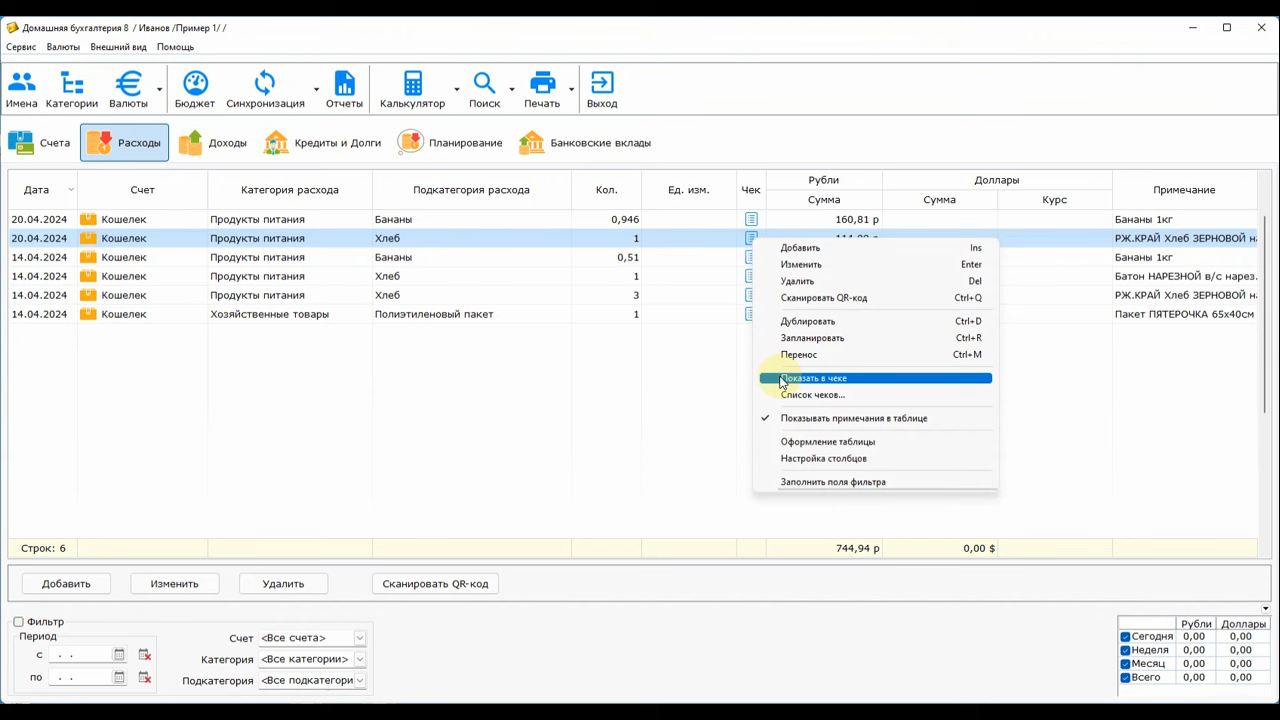 Домашняя бухгалтерия 8 / Иванов /Пример 1/ /
Сервис Валюты Внешний вид Помощь
Имена Категории Валюты Бюджет Синхронизация Отчеты Калькулятор Поиск Печать Выход
Счета Расходы Доходы Кредиты и Долги Планирование Банковские вклады
Рубли Доллары
Дата Счет Категория расхода Подкатегория расхода Кол. Ед. изм. Чек Примечание
Сумма Сумма Курс
20.04.2024 Кошелек Продукты питания Бананы 0,946 160,81 р Бананы 1кг
20.04.2024 Кошелек Продукты питания Хлеб 1 РЖ.КРАЙ Хлеб ЗЕРНОВОЙ
14.04.2024 Кошелек Продукты питания Бананы 0,51 Бананы 1кг
14.04.2024 Кошелек Продукты питания Хлеб 1 Батон НАРЕЗНОЙ в/с нарез.
14.04.2024 Кошелек Продукты питания Хлеб 3 РЖ.КРАЙ Хлеб ЗЕРНОВОЙ
14.04.2024 Кошелек Хозяйственные товары Полиэтиленовый пакет 1 Пакет ПЯТЕРОЧКА 65х40см
Добавить Ins
Изменить Enter
Удалить Del
Сканировать QR-код Ctrl+Q
Дублировать Ctrl+D
Запланировать Ctrl+R
Перенос Ctrl+M
Показать в чеке
Список чеков...
Показывать примечания в таблице
Оформление таблицы
Настройка столбцов
Заполнить поля фильтра
Строк: 6 744,94 р 0,00 $
Добавить Изменить Удалить Сканировать QR-код
Фильтр
Период
с . .
по . .
Счет <Все счета>
Категория <Все категории>
Подкатегория <Все подкатегори
Рубли Доллары
Сегодня 0,00 0,00
Неделя 0,00 0,00
Месяц 0,00 0,00
Всего 0,00 0,00